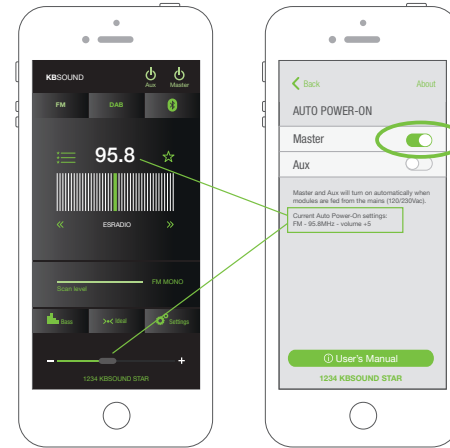 KBSOUND
Aux Master
FM DAB
95.8
ESRADIO
Scan level FM MONO
Bass Ideal Settings
- +
1234 KBSOUND STAR
Back About
AUTO POWER-ON
Master
Aux
Master and Aux will turn on automatically when
modules are fed from the mains (120/230Vac).
Current Auto Power-On settings:
FM - 95.8MHz - volume +5
User's Manual
1234 KBSOUND STAR